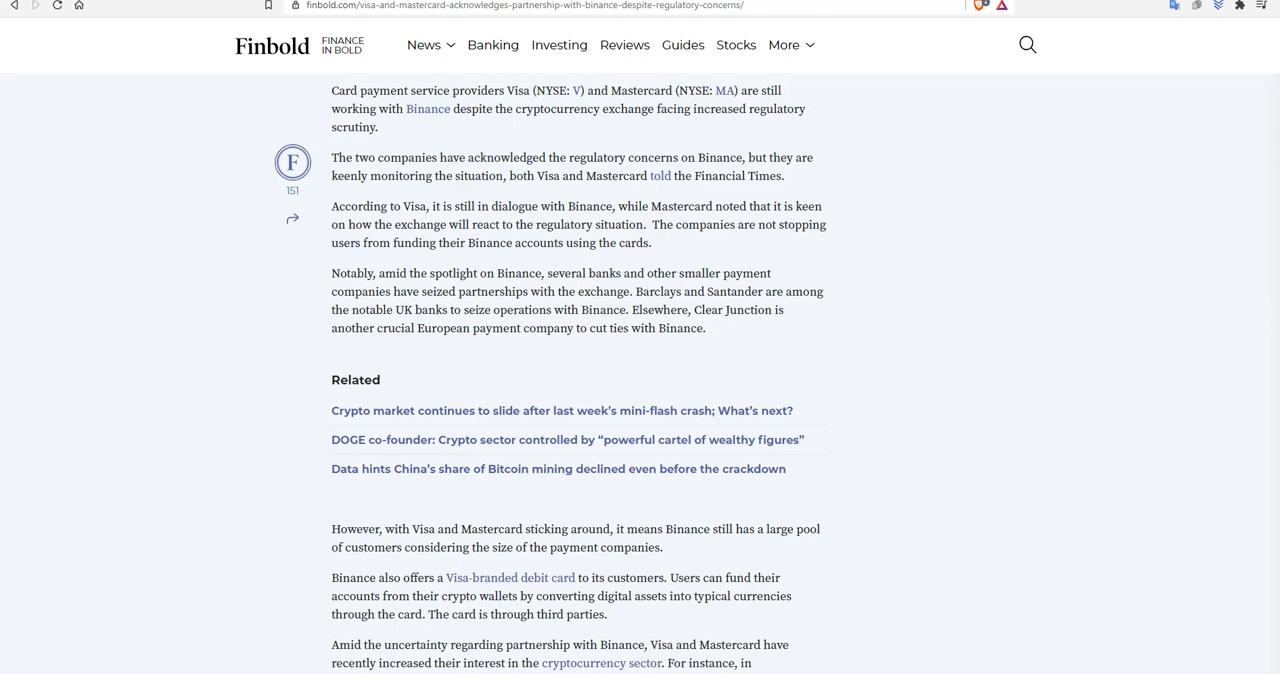 finbold.com/visa-and-mastercard-acknowledges-partnership-with-binance-despite-regulatory-concerns/
Finbold FINANCE IN BOLD News Banking Investing Reviews Guides Stocks More
Card payment service providers Visa (NYSE: V) and Mastercard (NYSE: MA) are still
working with Binance despite the cryptocurrency exchange facing increased regulatory
scrutiny.
F
151
The two companies have acknowledged the regulatory concerns on Binance, but they are
keenly monitoring the situation, both Visa and Mastercard told the Financial Times.
According to Visa, it is still in dialogue with Binance, while Mastercard noted that it is keen
on how the exchange will react to the regulatory situation. The companies are not stopping
users from funding their Binance accounts using the cards.
Notably, amid the spotlight on Binance, several banks and other smaller payment
companies have seized partnerships with the exchange. Barclays and Santander are among
the notable UK banks to seize operations with Binance. Elsewhere, Clear Junction is
another crucial European payment company to cut ties with Binance.
Related
Crypto market continues to slide after last week's mini-flash crash; What's next?
DOGE co-founder: Crypto sector controlled by “powerful cartel of wealthy figures”
Data hints China's share of Bitcoin mining declined even before the crackdown
However, with Visa and Mastercard sticking around, it means Binance still has a large pool
of customers considering the size of the payment companies.
Binance also offers a Visa-branded debit card to its customers. Users can fund their
accounts from their crypto wallets by converting digital assets into typical currencies
through the card. The card is through third parties.
Amid the uncertainty regarding partnership with Binance, Visa and Mastercard have
recently increased their interest in the cryptocurrency sector. For instance, in